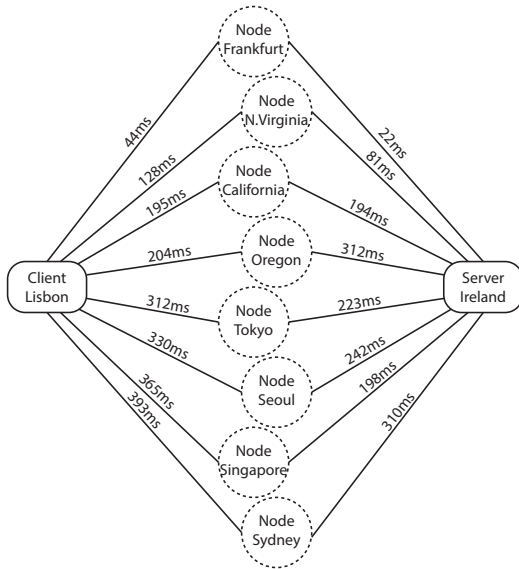 Node
Frankfurt
44ms
22ms
Node
N.Virginia
128ms
81ms
Node
California
195ms
194ms
Node
Oregon
204ms
312ms
Client
Lisbon
Server
Ireland
Node
Tokyo
312ms
223ms
Node
Seoul
330ms
242ms
Node
Singapore
365ms
198ms
Node
Sydney
393ms
310ms